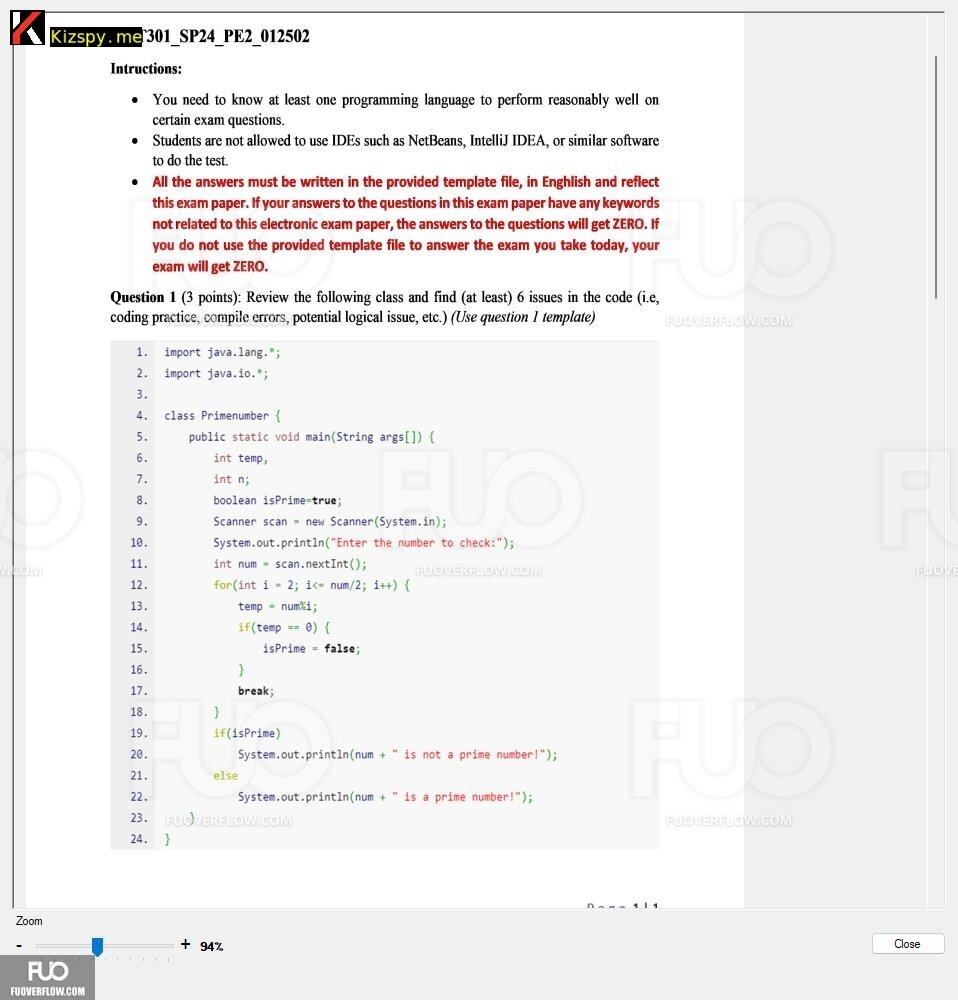 Kizspy.me
301_SP24_PE2_012502
Intructions:
• You need to know at least one programming language to perform reasonably well on
certain exam questions.
• Students are not allowed to use IDEs such as NetBeans, IntelliJ IDEA, or similar software
to do the test.
• All the answers must be written in the provided template file, in Enghlish and reflect
this exam paper. If your answers to the questions in this exam paper have any keywords
not related to this electronic exam paper, the answers to the questions will get ZERO. If
you do not use the provided template file to answer the exam you take today, your
exam will get ZERO.
Question 1 (3 points): Review the following class and find (at least) 6 issues in the code (i.e,
coding practice, compile errors, potential logical issue, etc.) (Use question 1 template)
FUOVERFLOW.COM
1. import java.lang.*;
2. import java.io.*;
3.
4. class Primenumber {
5. public static void main(String args[]) {
6. int temp,
7. int n;
8. boolean isPrime=true;
9. Scanner scan = new Scanner(System.in);
10. System.out.println("Enter the number to check:");
11. int num = scan.nextInt();
FUOVERFLOW.COM
12. for(int i = 2; i<= num/2; i++) {
13. temp = num%i;
14. if(temp == 0) {
15. isPrime = false;
16. }
17. break;
18. }
19. if(isPrime)
20. System.out.println(num + " is not a prime number!");
21. else
22. System.out.println(num + " is a prime number!");
23. }
FUOVERFLOW.COM
FUOVERFLOW.COM
24. }
Zoom
- + 94%
Close
FUO
FUOVERFLOW.COM